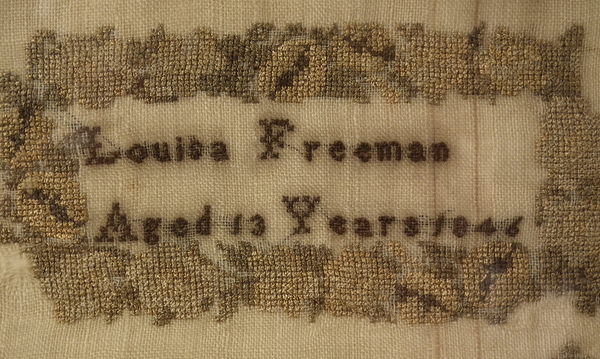 Louisa Freeman
Aged 13 Years 1846